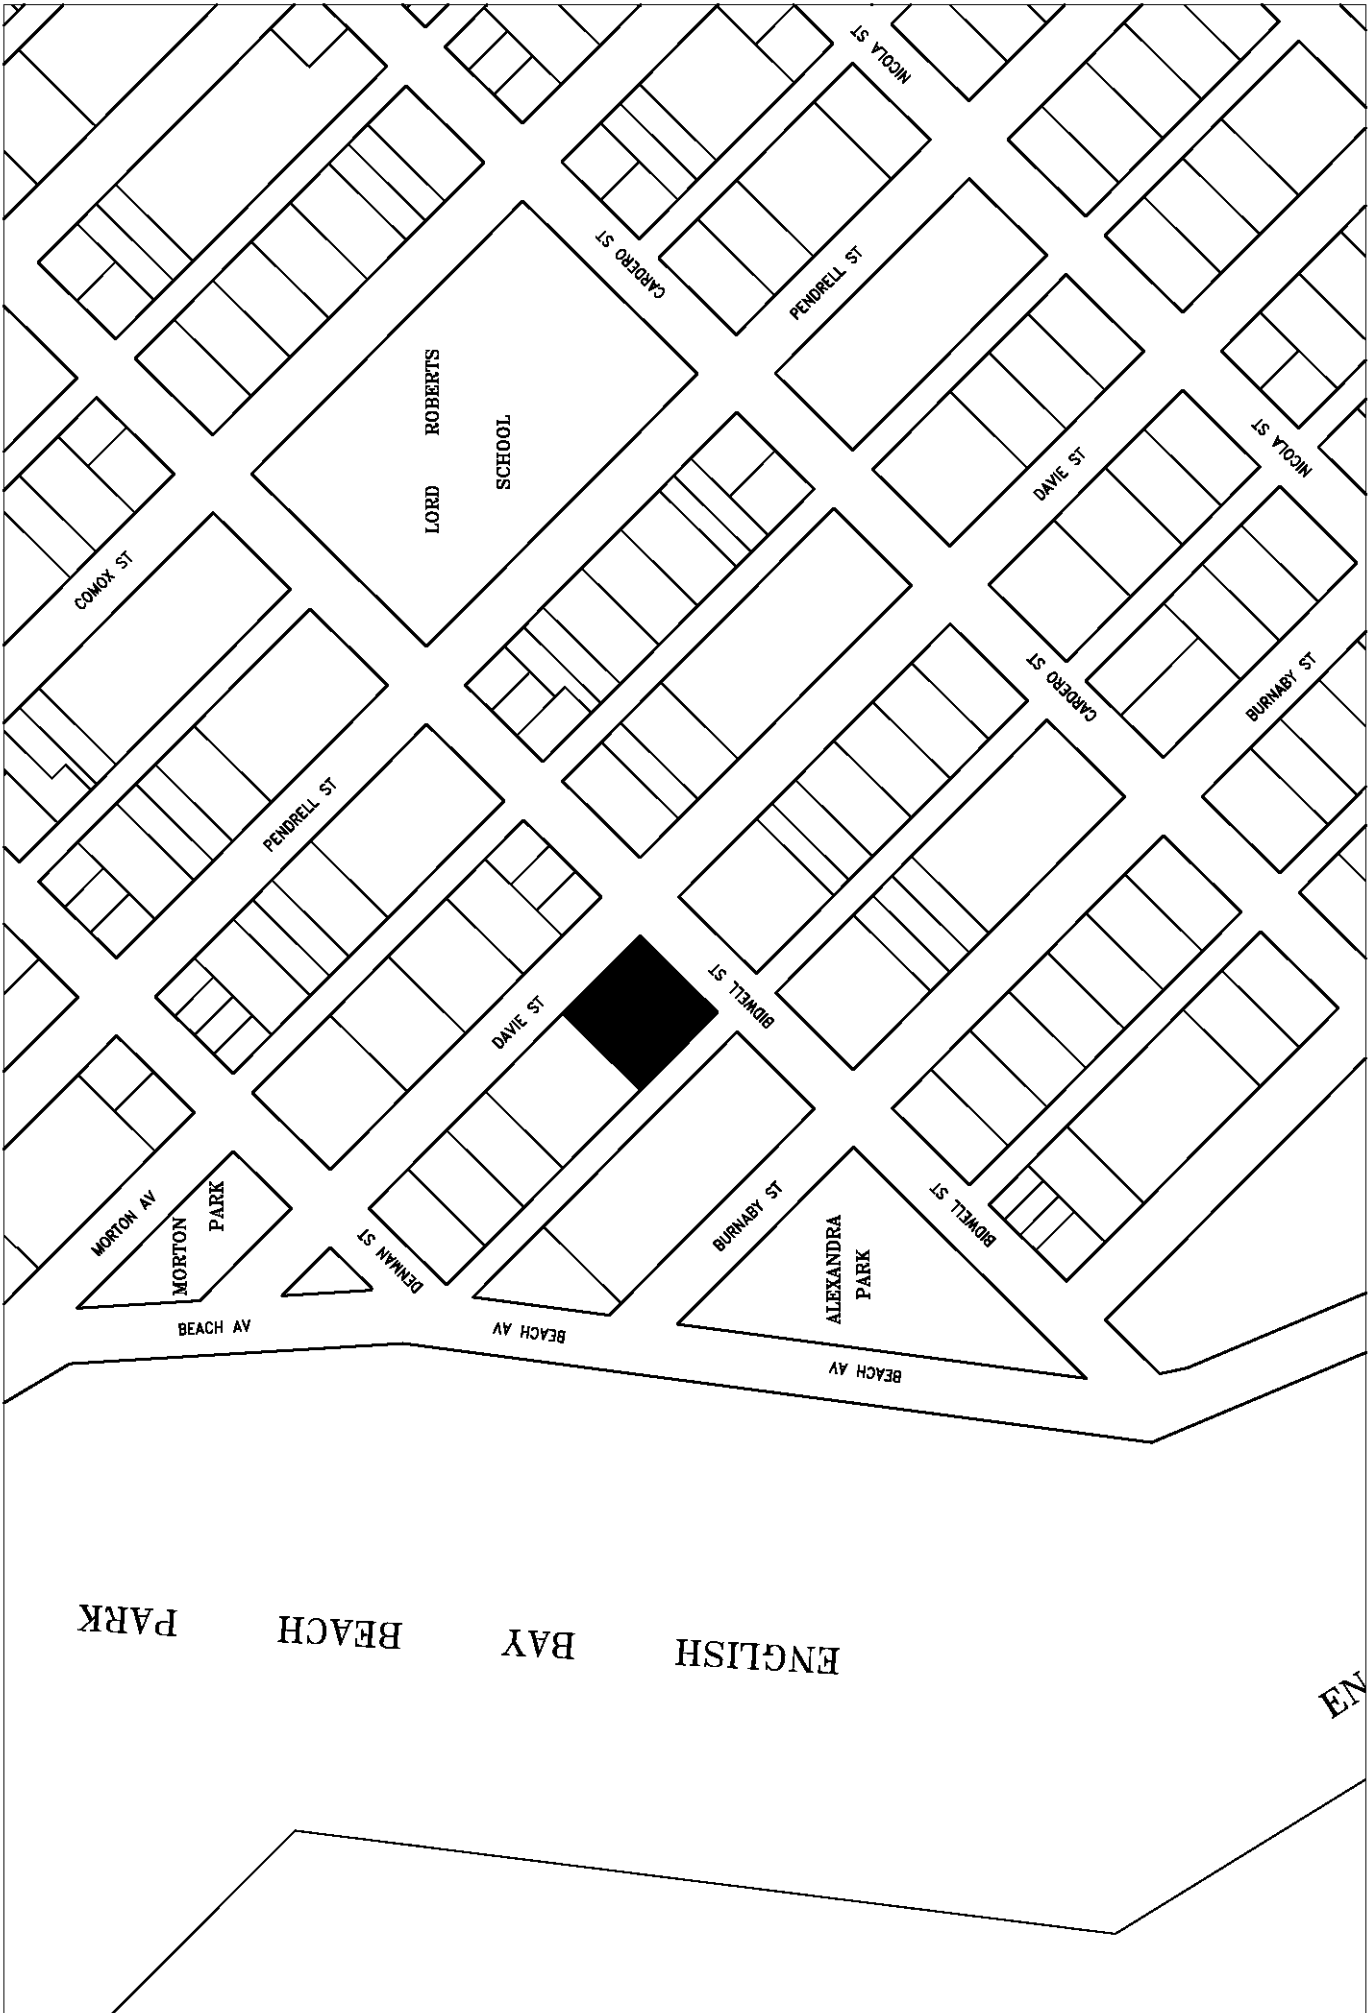 NICOLA ST
CARDERO ST
PENDRELL ST
LORD ROBERTS
SCHOOL
NICOLA ST
DAVIE ST
COMOX ST
CARDERO ST
BURNABY ST
PENDRELL ST
DAVIE ST
BIDWELL ST
MORTON AV
MORTON
PARK
DENMAN ST
BURNABY ST
ALEXANDRA
PARK
BIDWELL ST
BEACH AV
BEACH AV
BEACH AV
ENGLISH BAY BEACH PARK
EN